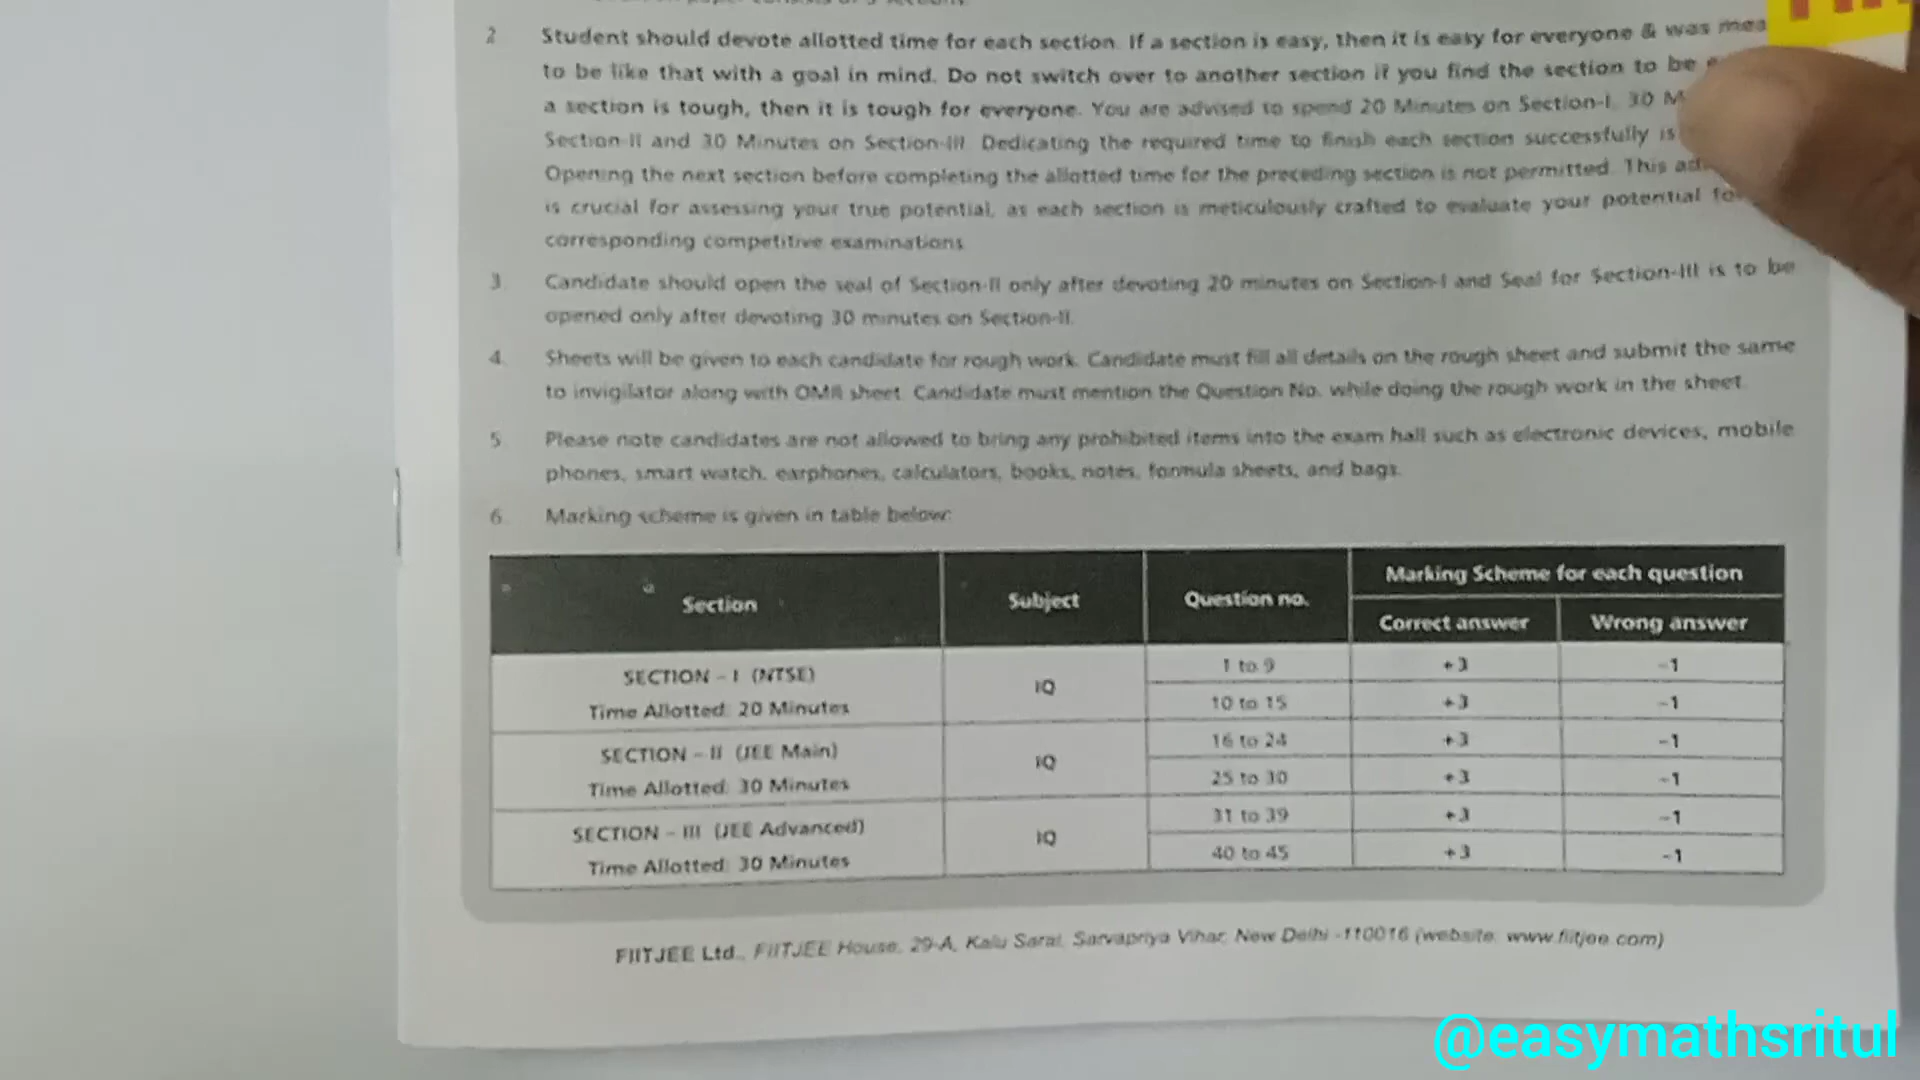 2. Student should devote allotted time for each section. If a section is easy, then it is easy for everyone & was mea
to be like that with a goal in mind. Do not switch over to another section if you find the section to be
a section is tough, then it is tough for everyone. You are advised to spend 20 Minutes on Section-I, 30 M
Section-II and 30 Minutes on Section-III. Dedicating the required time to finish each section successfully is
Opening the next section before completing the allotted time for the preceding section is not permitted. This
is crucial for assessing your true potential, as each section is meticulously crafted to evaluate your potential
corresponding competitive examinations.
3. Candidate should open the seal of Section-II only after devoting 20 minutes on Section-I and Seal for Section-III is to be
opened only after devoting 30 minutes on Section-II.
4. Sheets will be given to each candidate for rough work. Candidate must fill all details on the rough sheet and submit the same
to invigilator along with OMR sheet. Candidate must mention the Question No. while doing the rough work in the sheet.
5. Please note candidates are not allowed to bring any prohibited items into the exam hall such as electronic devices, mobile
phones, smart watch, earphones, calculators, books, notes, formula sheets, and bags.
6. Marking scheme is given in table below:
Section Subject Question no. Marking Scheme for each question
Correct answer Wrong answer
SECTION – I (NTSE) IQ 1 to 9 +3 –1
Time Allotted: 20 Minutes 10 to 15 +3 –1
SECTION – II (JEE Main) IQ 16 to 24 +3 –1
Time Allotted: 30 Minutes 25 to 30 +3 –1
SECTION – III (JEE Advanced) IQ 31 to 39 +3 –1
Time Allotted: 30 Minutes 40 to 45 +3 –1
FIITJEE Ltd., FIITJEE House, 29-A, Kalu Sarai, Sarvapriya Vihar, New Delhi -110016 (website: www.fiitjee.com)
@easymathsritul